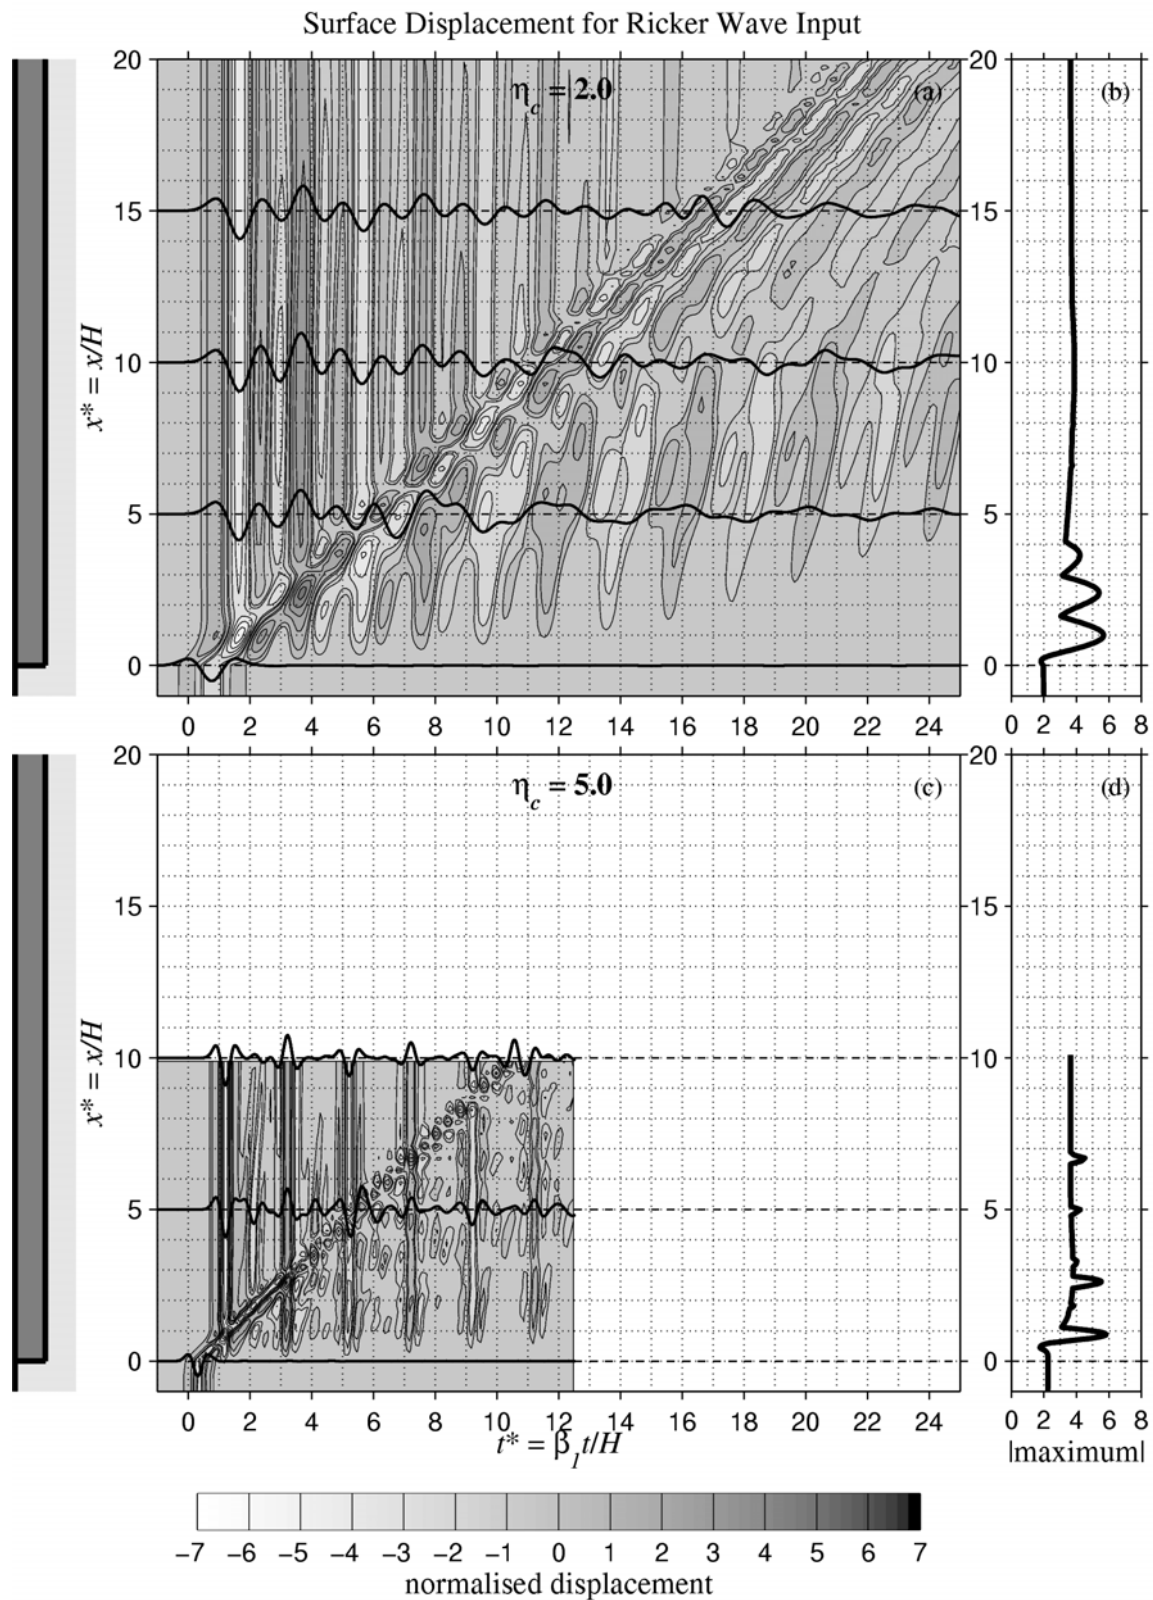 Surface Displacement for Ricker Wave Input
η_c = 2.0
(a)
(b)
20
15
10
5
0
x* = x/H
20
15
10
5
0
0 2 4 6 8 10 12 14 16 18 20 22 24
0 2 4 6 8
η_c = 5.0
(c)
(d)
20
15
10
5
0
x* = x/H
20
15
10
5
0
0 2 4 6 8 10 12 14 16 18 20 22 24
0 2 4 6 8
t* = β_1t/H
|maximum|
−7 −6 −5 −4 −3 −2 −1 0 1 2 3 4 5 6 7
normalised displacement